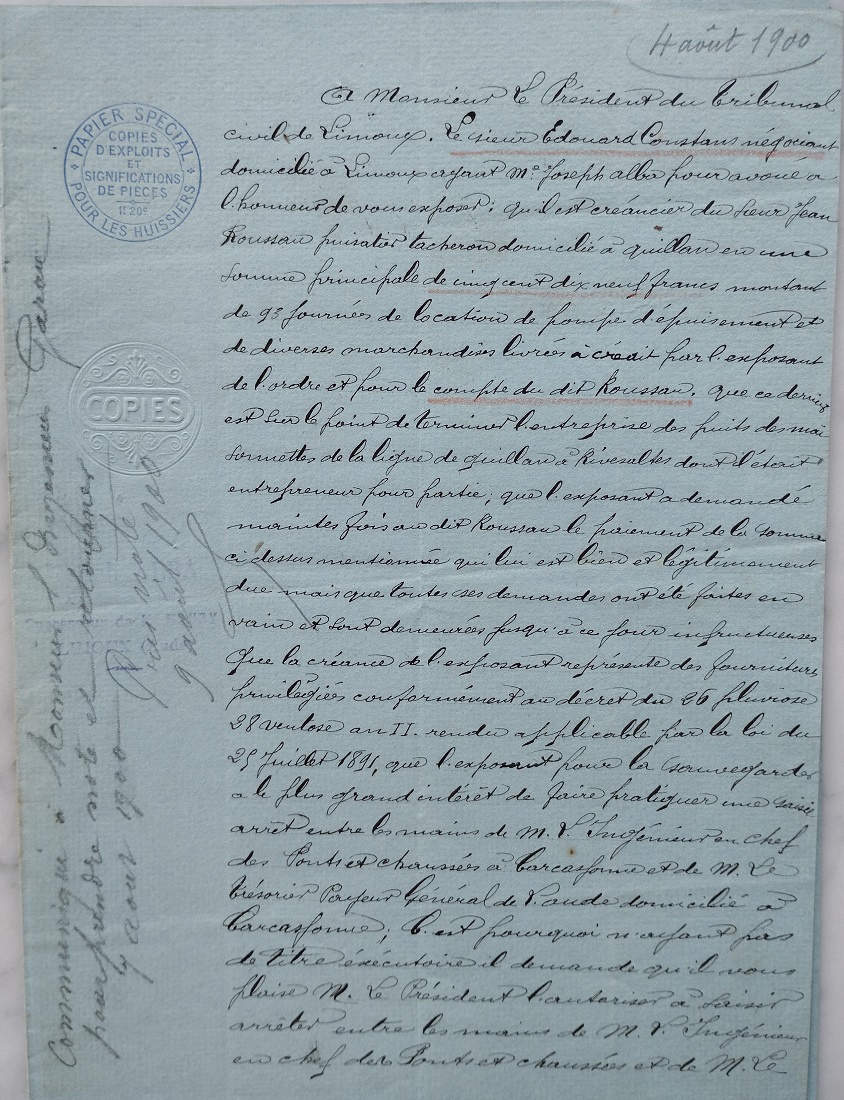 4 août 1900
A Monsieur Le Président du Tribunal
civil de Limoux. Le sieur Edouard Constans négociant
domicilié à Limoux ayant Me Joseph alba pour avoué a
l'honneur de vous exposer; qu'il est créancier du sieur Jean
Roussau puisatier tacheron domicilié à quillan en une
somme principale de cinq cent dix neuf francs montant
de 93 journées de location de pompe d'épuisement et
de diverses marchandises livrées à crédit par l'exposant
de l'ordre et pour le compte du dit Roussau. que ce dernier
est sur le point de terminer l'entreprise des puits des mai
sonnettes de la ligne de quillan à Rivesaltes dont il était
entrepreneur pour partie; que l'exposant a demandé
maintes fois au dit Roussau le paiement de la somme
ci dessus mentionnée qui lui est bien et légitimement
due mais que toutes ses demandes ont été faites en
vain et sont demeurées jusqu'à ce jour infructueuses
Que la créance de l'exposant représente des fournitures
privilégiées conformément au décret du 26 pluviose
28 ventose an II. rendu applicable par la loi du
25 Juillet 1891, que l'exposant pour la sauvegarder
a le plus grand intérêt de faire pratiquer une saisie
arrêt entre les mains de M. L'Ingénieur en chef
des Ponts et chaussées à Carcassonne et de M. Le
Trésorier Payeur Général de l'aude domicilié à
Carcassonne; C'est pourquoi n'ayant pas
de titre éxécutoire il demande qu'il vous
plaise M. Le Président l'autoriser à saisir
arrêter entre les mains de M. L'Ingénieur
en chef des Ponts et chaussées et de M. Le
PAPIER SPÉCIAL
POUR LES HUISSIERS
COPIES
D'EXPLOITS
ET
SIGNIFICATIONS
DE PIÈCES
COPIES
Communiqué à Monsieur l'Ingénieur
pour prendre note et retourner
4 aout 1900
Pris note
9 août 1900